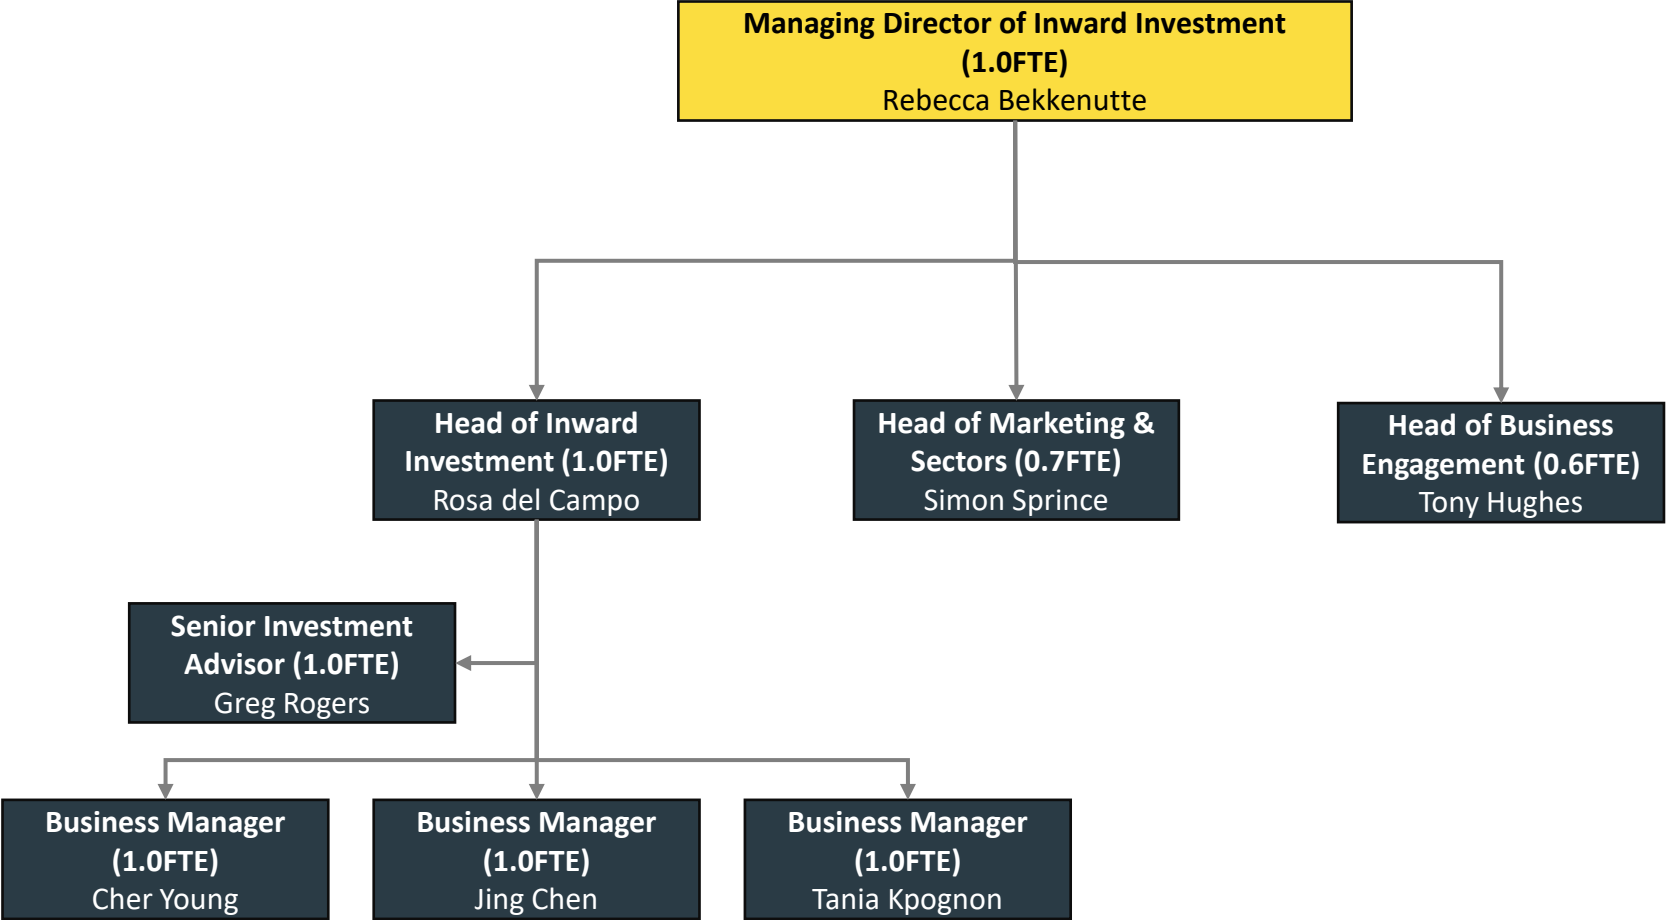 Managing Director of Inward Investment
(1.0FTE)
Rebecca Bekkenutte
Head of Inward
Investment (1.0FTE)
Rosa del Campo
Head of Marketing &
Sectors (0.7FTE)
Simon Sprince
Head of Business
Engagement (0.6FTE)
Tony Hughes
Senior Investment
Advisor (1.0FTE)
Greg Rogers
Business Manager
(1.0FTE)
Cher Young
Business Manager
(1.0FTE)
Jing Chen
Business Manager
(1.0FTE)
Tania Kpognon